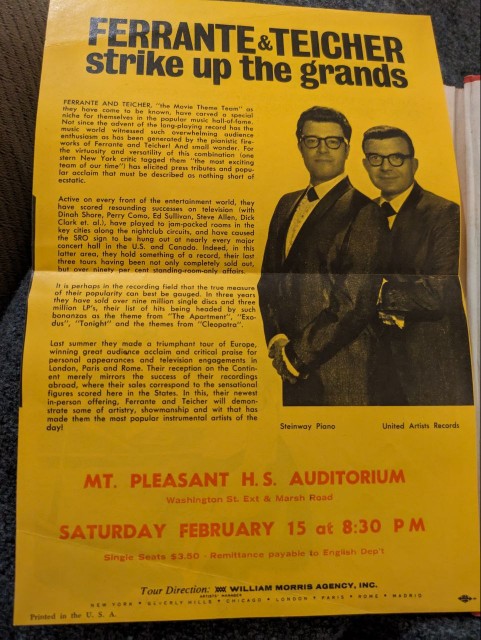 FERRANTE & TEICHER
strike up the grands
FERRANTE AND TEICHER, "the Movie Theme Team" as
they have come to be known, have carved a special
niche for themselves in the popular music hall-of-fame.
Not since the advent of the long-playing record has the
music world witnessed such overwhelming audience
enthusiasm as has been generated by the pianistic fire-
works of Ferrante and Teicher! And small wonder. For
the virtuosity and versatility of this combination (one
stern New York critic tagged them "the most exciting
team of our time") has elicited press tributes and popu-
lar acclaim that must be described as nothing short of
ecstatic.
Active on every front of the entertainment world, they
have scored resounding successes on television (with
Dinah Shore, Perry Como, Ed Sullivan, Steve Allen, Dick
Clark et. al.), have played to jam-packed rooms in the
key cities along the nightclub circuits, and have caused
the SRO sign to be hung out at nearly every major
concert hall in the U.S. and Canada. Indeed, in this
latter area, they hold something of a record, their last
three tours having been not only completely sold out,
but over ninety per cent standing-room-only affairs.
It is perhaps in the recording field that the true measure
of their popularity can best be gauged. In three years
they have sold over nine million single discs and three
million LP's, their list of hits being headed by such
bonanzas as the theme from "The Apartment", "Exo-
dus", "Tonight" and the themes from "Cleopatra".
Last summer they made a triumphant tour of Europe,
winning great audience acclaim and critical praise for
personal appearances and television engagements in
London, Paris and Rome. Their reception on the Contin-
ent merely mirrors the success of their recordings
abroad, where their sales correspond to the sensational
figures scored here in the States. In this, their newest
in-person offering, Ferrante and Teicher will demon-
strate some of artistry, showmanship and wit that has
made them the most popular instrumental artists of the
day!
Steinway Piano United Artists Records
MT. PLEASANT H.S. AUDITORIUM
Washington St. Ext & Marsh Road
SATURDAY FEBRUARY 15 at 8:30 PM
Single Seats $3.50 - Remittance payable to English Dep't
Tour Direction: WILLIAM MORRIS AGENCY, INC.
ARTISTS' MANAGER
NEW YORK • BEVERLY HILLS • CHICAGO • LONDON • PARIS • ROME • MADRID
Printed in the U. S. A.